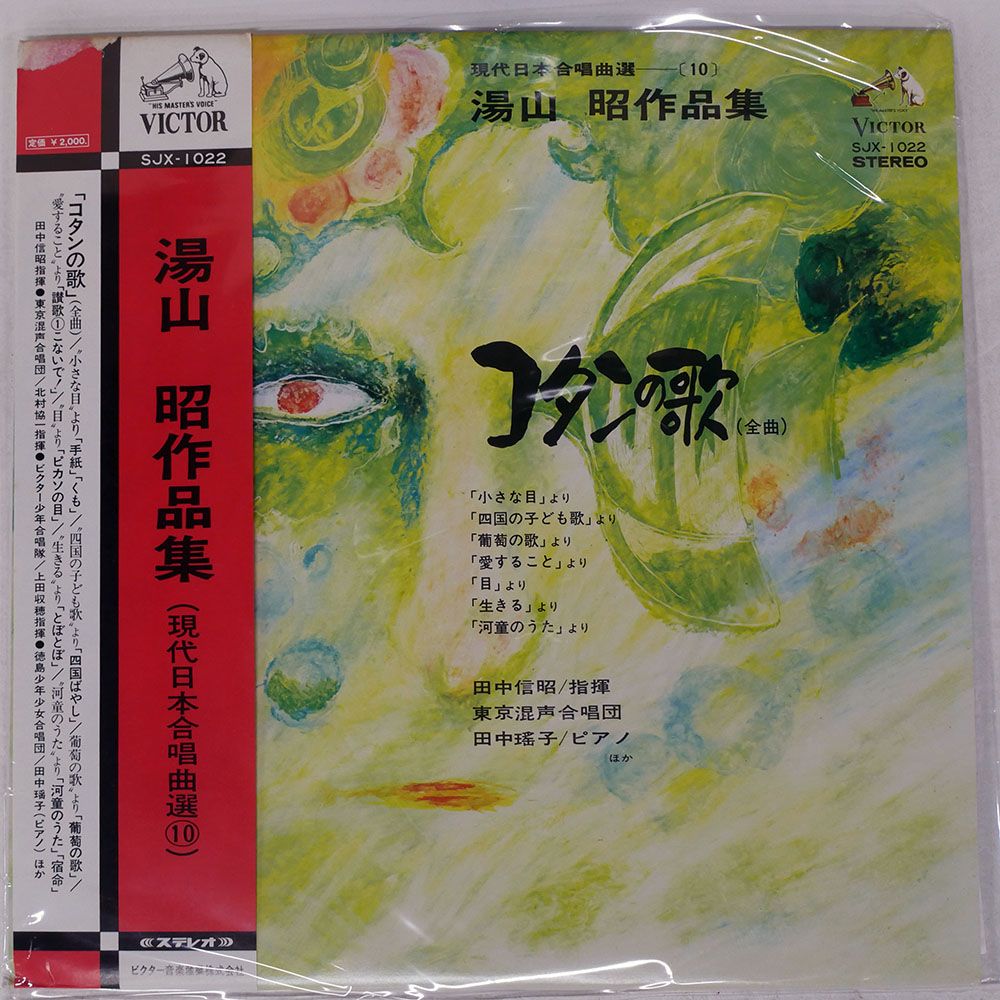 "HIS MASTER'S VOICE"
VICTOR
SJX-1022
定価 ¥2,000.
湯山 昭作品集
(現代日本合唱曲選⑩)
「コタンの歌」(全曲)/"小さな目"より「手紙」「くも」/"四国の子ども歌"より「四国ばやし」/葡萄の歌"より「葡萄の歌」/
"愛すること"より「讃歌①こないで!」/"目"より「ピカソの目」/"生きる"より「とぼとぼ」/"河童のうた"より「河童のうた」「宿命」
田中信昭指揮●東京混声合唱団/北村協一指揮●ビクター少年合唱隊/上田収穂指揮●徳島少年少女合唱団/田中瑤子(ピアノ)ほか
ステレオ
ビクター音楽産業株式会社
現代日本合唱曲選——〔10〕
湯山 昭作品集
"HIS MASTER'S VOICE"
VICTOR
SJX-1022
STEREO
コタンの歌(全曲)
「小さな目」より
「四国の子ども歌」より
「葡萄の歌」より
「愛すること」より
「目」より
「生きる」より
「河童のうた」より
田中信昭/指揮
東京混声合唱団
田中瑤子/ピアノ
ほか